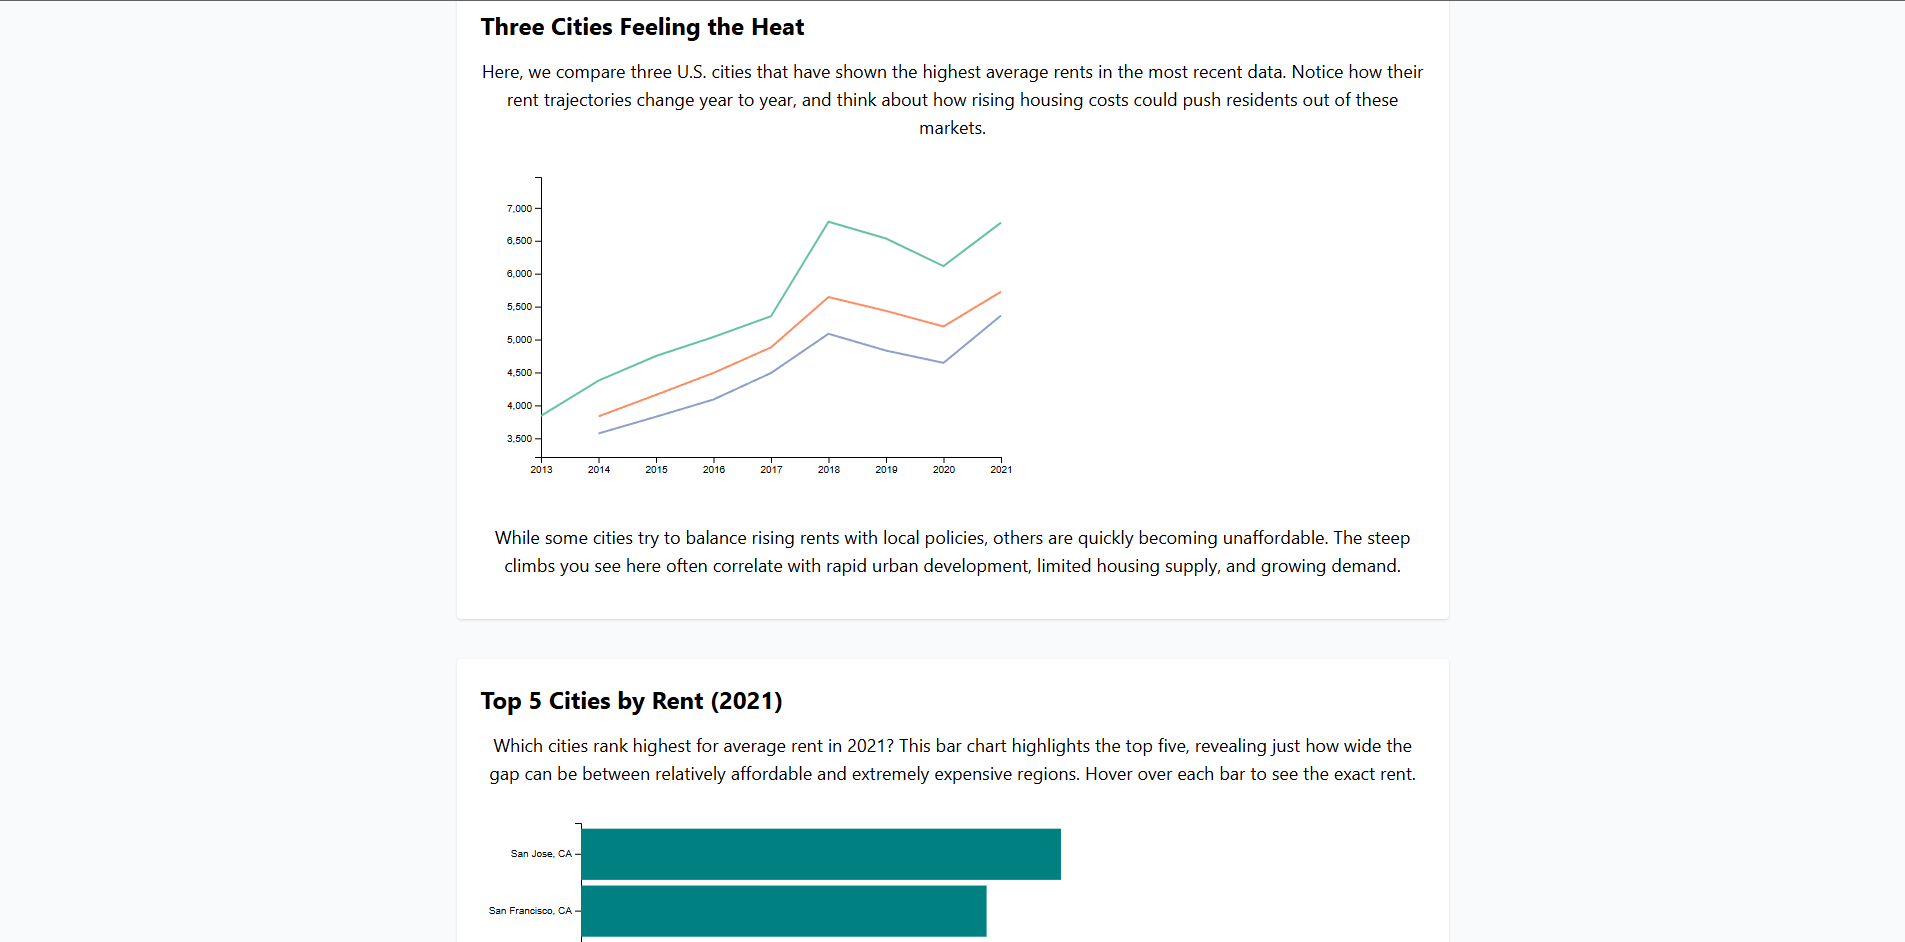 Three Cities Feeling the Heat
Here, we compare three U.S. cities that have shown the highest average rents in the most recent data. Notice how their
rent trajectories change year to year, and think about how rising housing costs could push residents out of these
markets.
7,000
6,500
6,000
5,500
5,000
4,500
4,000
3,500
2013 2014 2015 2016 2017 2018 2019 2020 2021
While some cities try to balance rising rents with local policies, others are quickly becoming unaffordable. The steep
climbs you see here often correlate with rapid urban development, limited housing supply, and growing demand.
Top 5 Cities by Rent (2021)
Which cities rank highest for average rent in 2021? This bar chart highlights the top five, revealing just how wide the
gap can be between relatively affordable and extremely expensive regions. Hover over each bar to see the exact rent.
San Jose, CA
San Francisco, CA